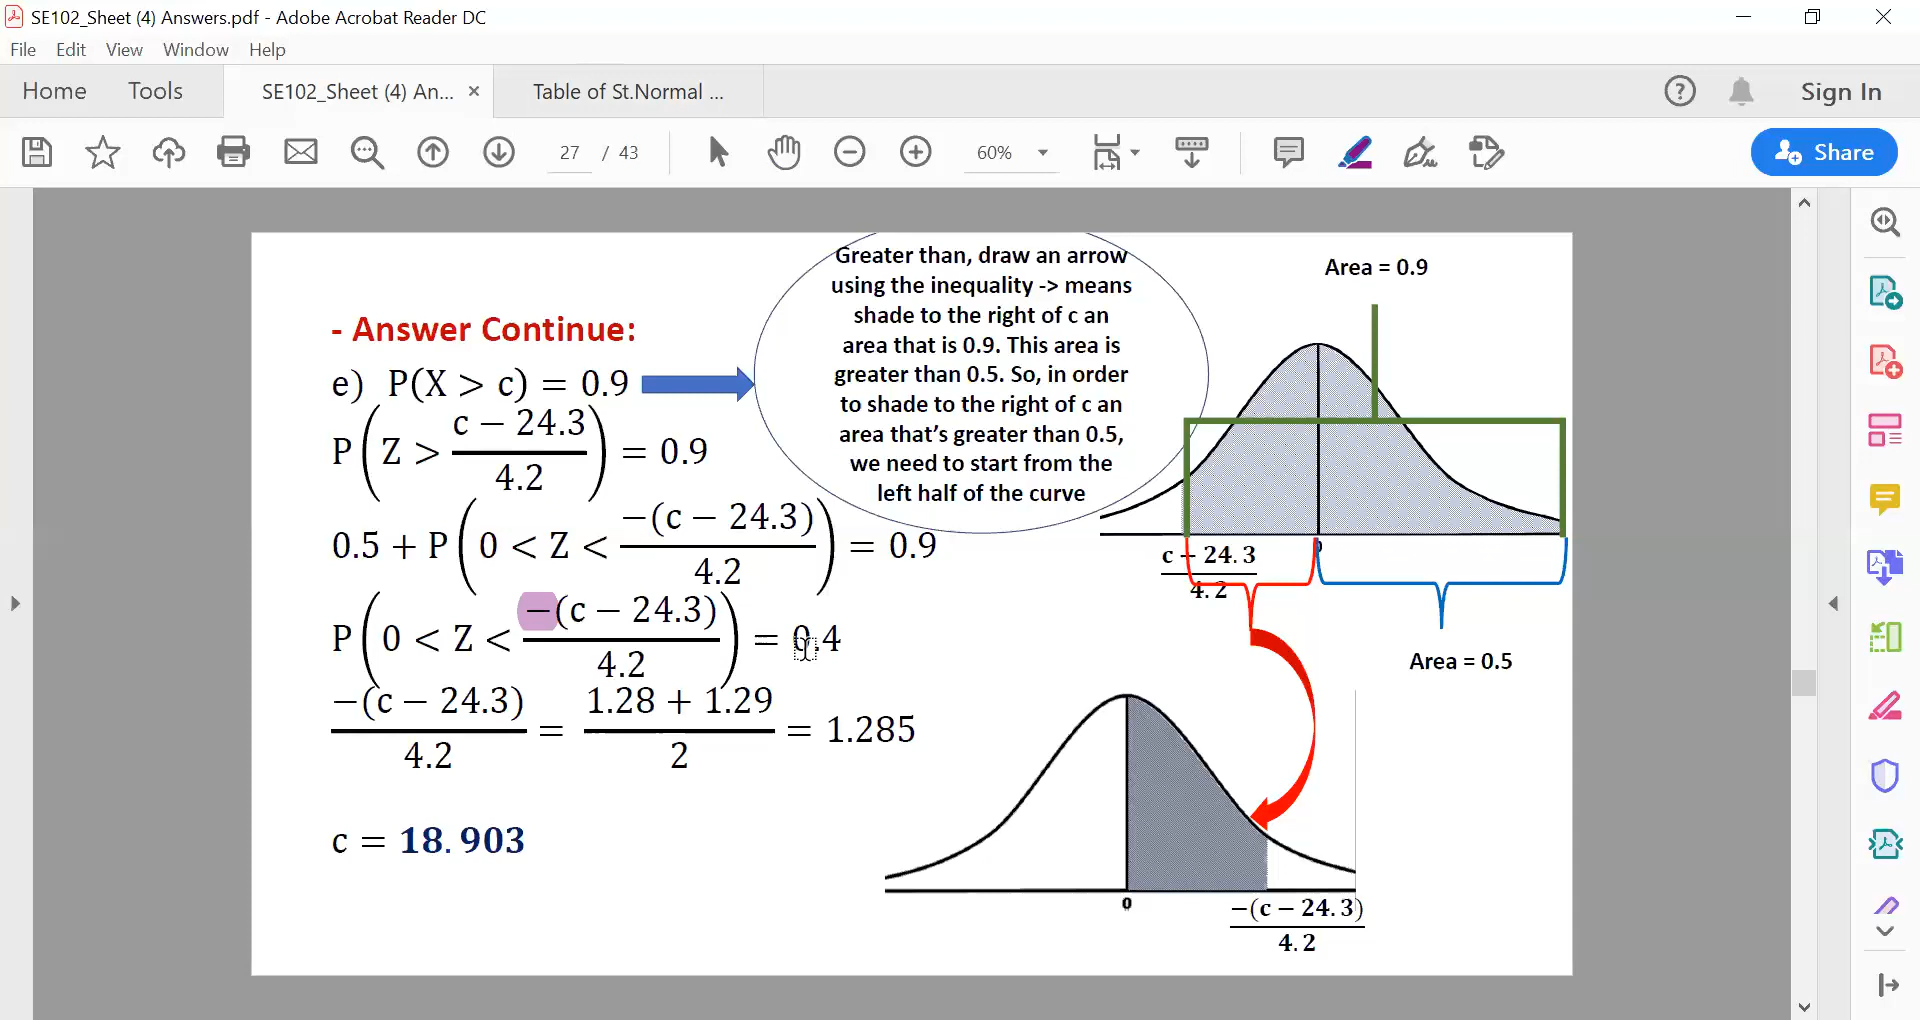 SE102_Sheet (4) Answers.pdf - Adobe Acrobat Reader DC
File Edit View Window Help
Home Tools SE102_Sheet (4) An... × Table of St.Normal ... Sign In
27 / 43 60% Share
Greater than, draw an arrow
using the inequality -> means
shade to the right of c an
area that is 0.9. This area is
greater than 0.5. So, in order
to shade to the right of c an
area that's greater than 0.5,
we need to start from the
left half of the curve
Area = 0.9
- Answer Continue:
e) P(X > c) = 0.9
P(Z > (c − 24.3)/4.2) = 0.9
0.5 + P(0 < Z < −(c − 24.3)/4.2) = 0.9
P(0 < Z < −(c − 24.3)/4.2) = 0.4
−(c − 24.3)/4.2 = (1.28 + 1.29)/2 = 1.285
c = 18.903
0
c − 24.3
4.2
Area = 0.5
0
−(c − 24.3)
4.2